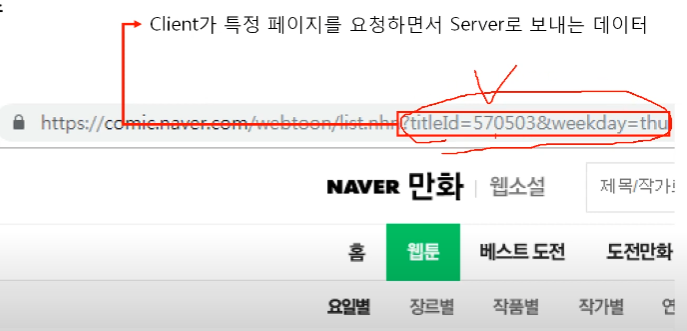 Client가 특정 페이지를 요청하면서 Server로 보내는 데이터
https://comic.naver.com/webtoon/list.nhn?titleId=570503&weekday=thu
NAVER 만화 | 웹소설 제목/작가
홈 웹툰 베스트 도전 도전만화
요일별 장르별 작품별 작가별 연